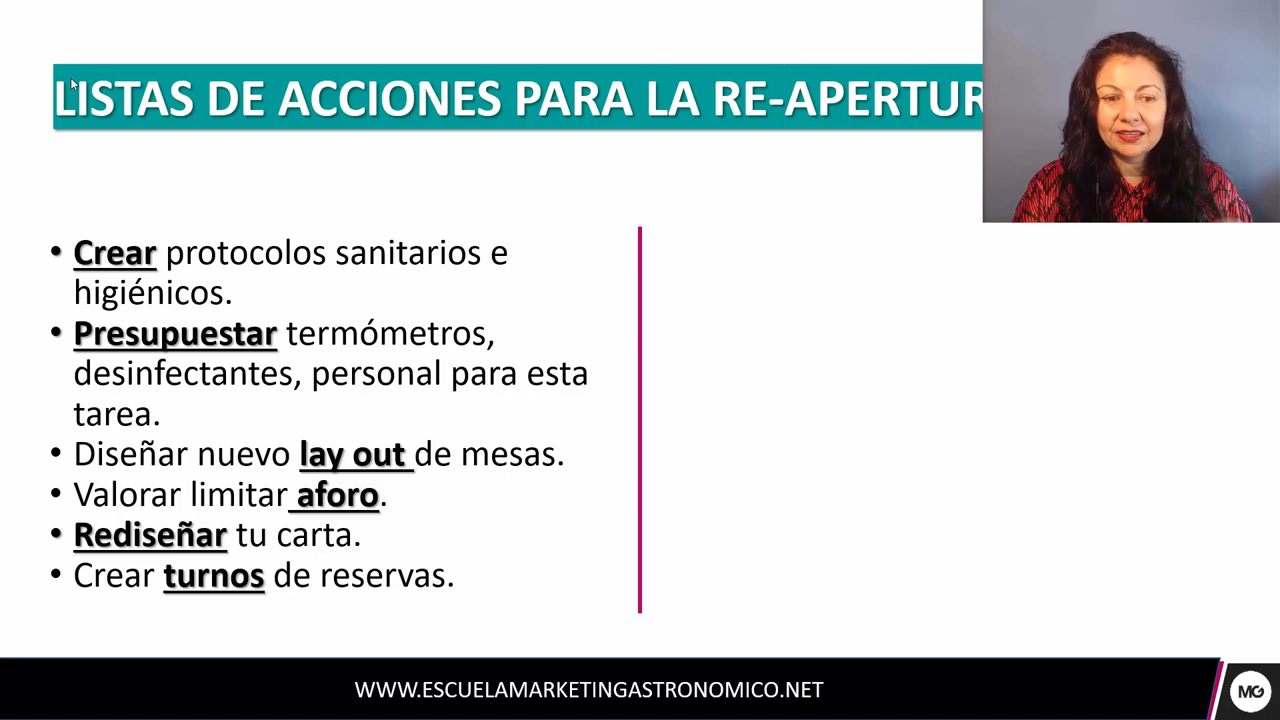 LISTAS DE ACCIONES PARA LA RE-APERTUR
• Crear protocolos sanitarios e
higiénicos.
• Presupuestar termómetros,
desinfectantes, personal para esta
tarea.
• Diseñar nuevo lay out de mesas.
• Valorar limitar aforo.
• Rediseñar tu carta.
• Crear turnos de reservas.
WWW.ESCUELAMARKETINGASTRONOMICO.NET
MG